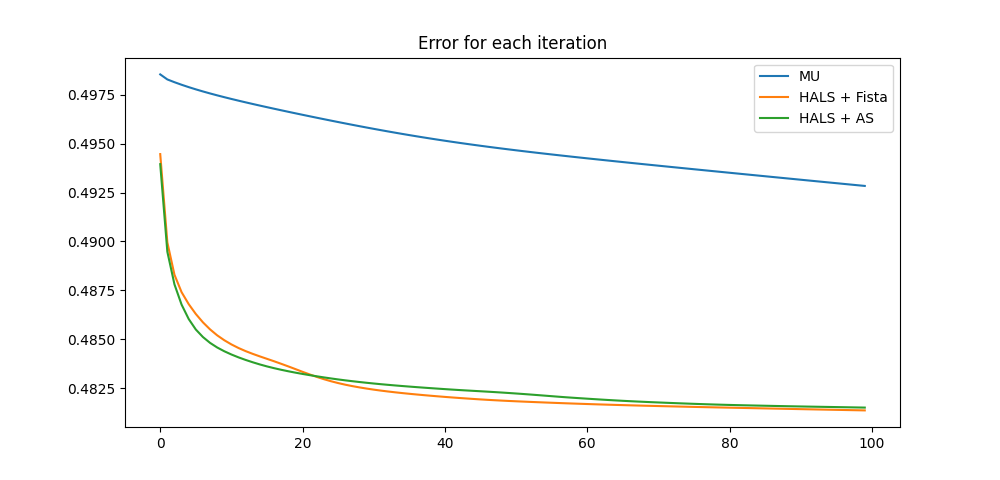 Error for each iteration
MU
HALS + Fista
HALS + AS
0.4975
0.4950
0.4925
0.4900
0.4875
0.4850
0.4825
0 20 40 60 80 100